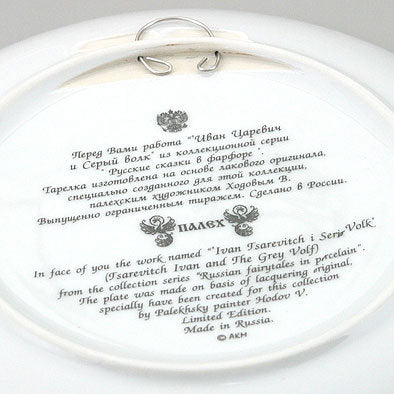 Перед Вами работа "'Иван Царевич
и Серый волк" из коллекционной серии
" Русские сказки в фарфоре ".
Тарелка изготовлена на основе лакового оригинала,
специально созданного для этой коллекции,
палехским художником Ходовым В.
Выпущенно ограниченным тиражем. Сделано в России.
ПАЛЕХ
In face of you the work named "'Ivan Tsarevitch i Seriy Volk'
(Tsarevitch Ivan and The Grey Volf)
from the collection series "Russian fairytales in porcelain".
The plate was made on basis of lacquering original,
specially have been created for this collection
by Palekhsky painter Hodov V.
Limited Edition.
Made in Russia.
© АКМ